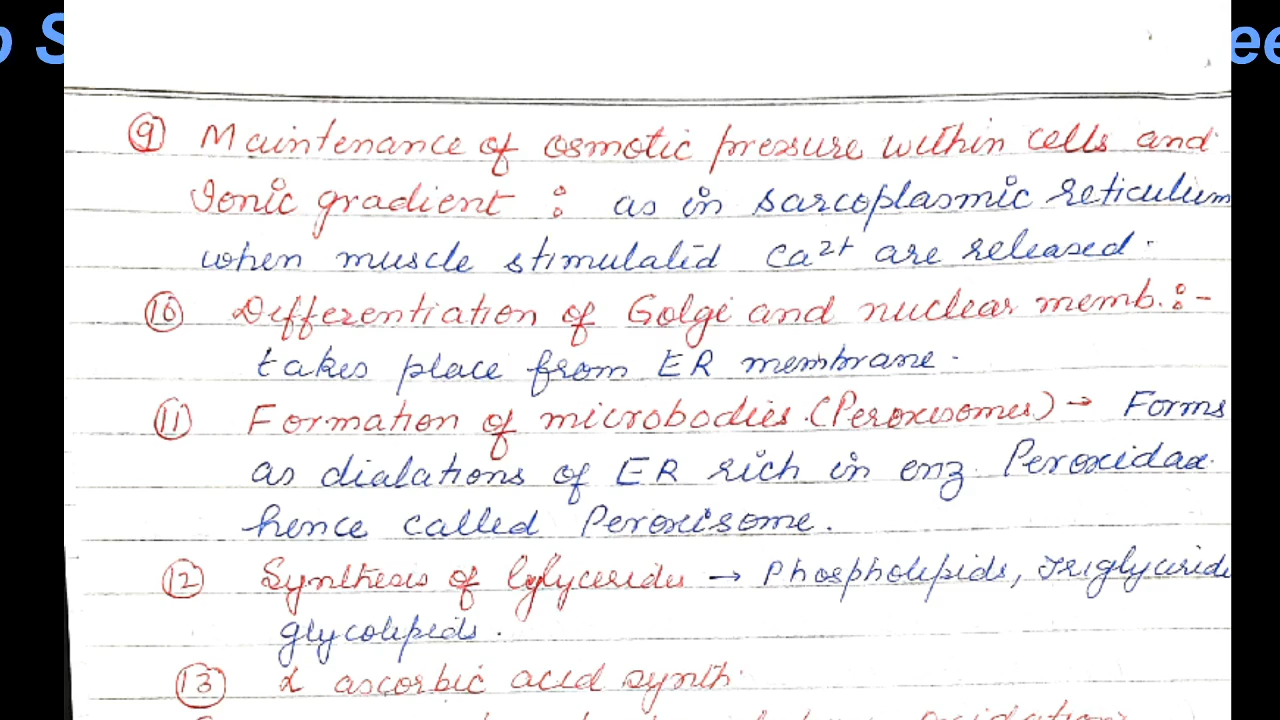 ⑨ Maintenance of osmotic pressure within cells and
Ionic gradient : as in sarcoplasmic reticulum
when muscle stimulated Ca2+ are released.
⑩ Differentiation of Golgi and nuclear memb. :-
takes place from ER membrane.
⑪ Formation of microbodies (Peroxisomes) → Forms
as dialations of ER rich in enz. Peroxidase.
hence called Peroxisome.
⑫ Synthesis of → Phospholipids, Triglyceride
glycolipids.
⑬ ascorbic acid synth.
oxidation